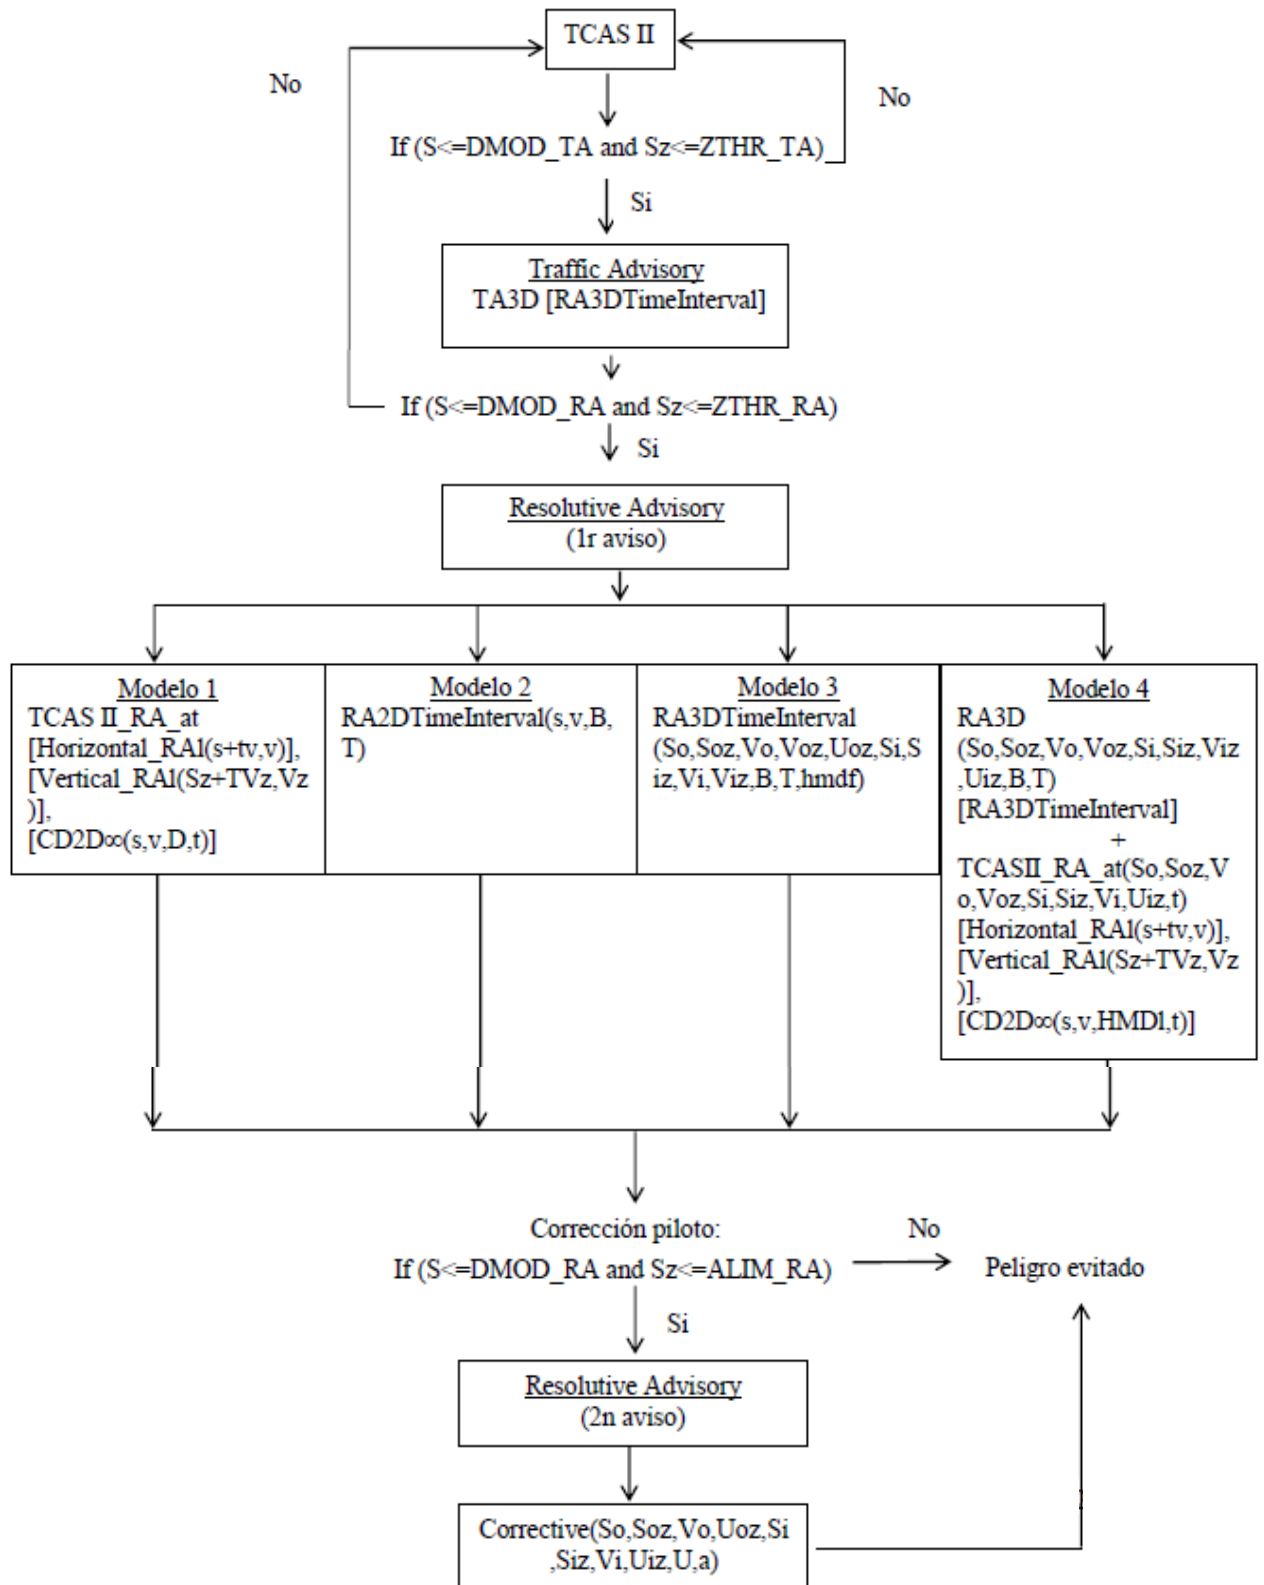 TCAS II
No
No
If (S<=DMOD_TA and Sz<=ZTHR_TA)
Si
Traffic Advisory
TA3D [RA3DTimeInterval]
If (S<=DMOD_RA and Sz<=ZTHR_RA)
Si
Resolutive Advisory
(1r aviso)
Modelo 1
TCAS II_RA_at
[Horizontal_RAl(s+tv,v)],
[Vertical_RAl(Sz+TVz,Vz
)],
[CD2D∞(s,v,D,t)]
Modelo 2
RA2DTimeInterval(s,v,B,
T)
Modelo 3
RA3DTimeInterval
(So,Soz,Vo,Voz,Uoz,Si,S
iz,Vi,Viz,B,T,hmdf)
Modelo 4
RA3D
(So,Soz,Vo,Voz,Si,Siz,Viz
,Uiz,B,T)
[RA3DTimeInterval]
+
TCASII_RA_at(So,Soz,V
o,Voz,Si,Siz,Vi,Uiz,t)
[Horizontal_RAl(s+tv,v)],
[Vertical_RAl(Sz+TVz,Vz
)],
[CD2D∞(s,v,HMDl,t)]
Corrección piloto:
No
If (S<=DMOD_RA and Sz<=ALIM_RA)
Peligro evitado
Si
Resolutive Advisory
(2n aviso)
Corrective(So,Soz,Vo,Uoz,Si
,Siz,Vi,Uiz,U,a)